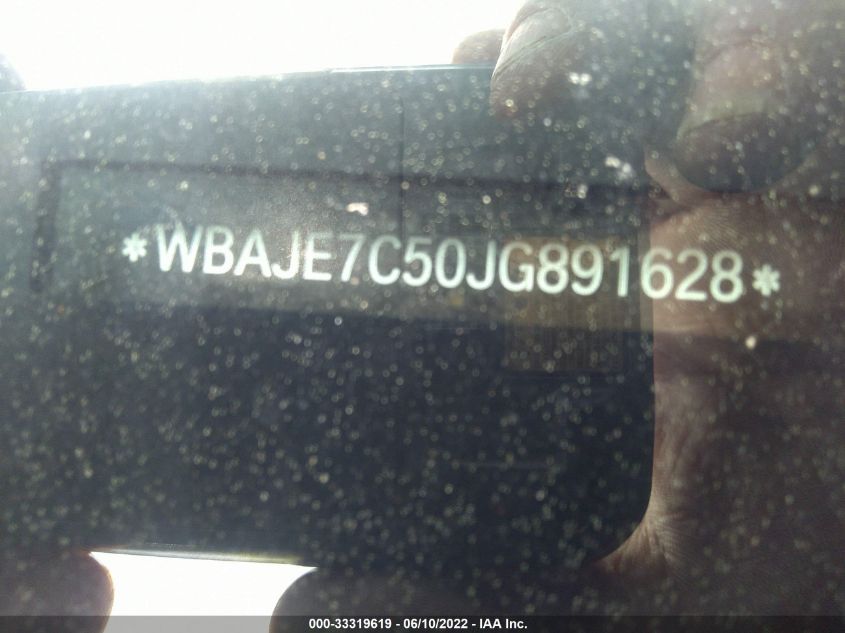 *WBAJE7C50JG891628*
000-33319619 - 06/10/2022 - IAA Inc.